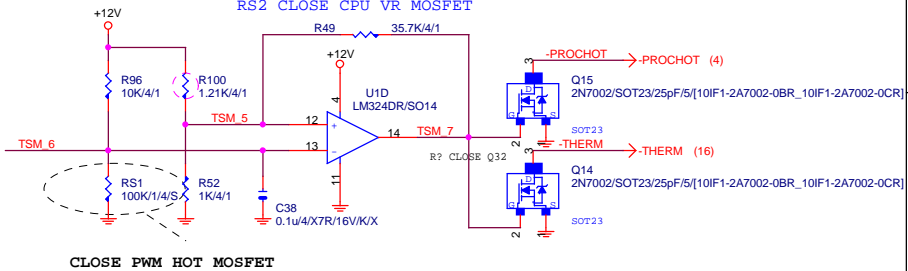 RS2 CLOSE CPU VR MOSFET
+12V
R49 35.7K/4/1
+12V
-PROCHOT
-PROCHOT (4)
3
R96
10K/4/1
R100
1.21K/4/1
U1D
LM324DR/SO14
D
G S
Q15
2N7002/SOT23/25pF/5/[10IF1-2A7002-0BR_10IF1-2A7002-0CR]
4
TSM_5
12
+
14
TSM_7
2
1
SOT23
TSM_6
13
-
R? CLOSE Q32
-THERM
-THERM (16)
3
11
RS1
100K/1/4/S
R52
1K/4/1
C38
0.1u/4/X7R/16V/K/X
D
G S
Q14
2N7002/SOT23/25pF/5/[10IF1-2A7002-0BR_10IF1-2A7002-0CR]
2
1
SOT23
CLOSE PWM HOT MOSFET